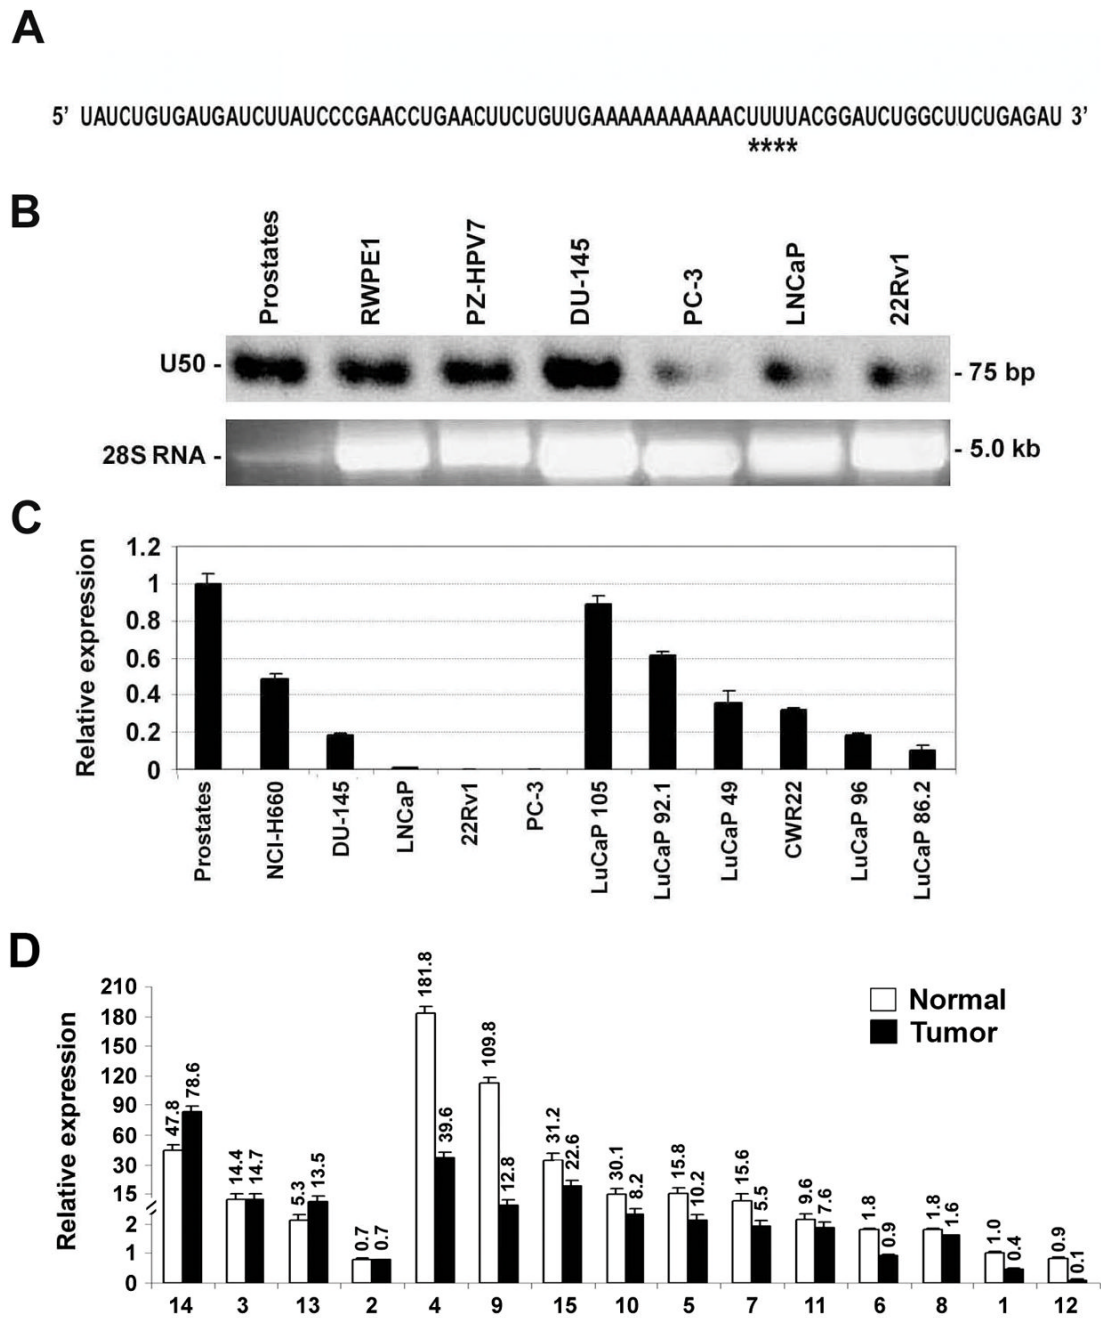 A
5' UAUCUGUGAUGAUCUUAUCCCGAACCUGAACUUCUGUUGAAAAAAAAAAAACUUUUACGGAUCUGGCUUCUGAGAU 3'
****
B
Prostates RWPE1 PZ-HPV7 DU-145 PC-3 LNCaP 22Rv1
U50 - - 75 bp
28S RNA - - 5.0 kb
C
Relative expression
1.2
1
0.8
0.6
0.4
0.2
0
Prostates NCI-H660 DU-145 LNCaP 22Rv1 PC-3 LuCaP 105 LuCaP 92.1 LuCaP 49 CWR22 LuCaP 96 LuCaP 86.2
D
Relative expression
210
180
150
120
90
60
30
15
2
0
Normal
Tumor
47.8 78.6 14.4 14.7 5.3 13.5 0.7 0.7 181.8 39.6 109.8 12.8 31.2 22.6 30.1 8.2 15.8 10.2 15.6 5.5 9.6 7.6 1.8 0.9 1.8 1.6 1.0 0.4 0.9 0.1
14 3 13 2 4 9 15 10 5 7 11 6 8 1 12